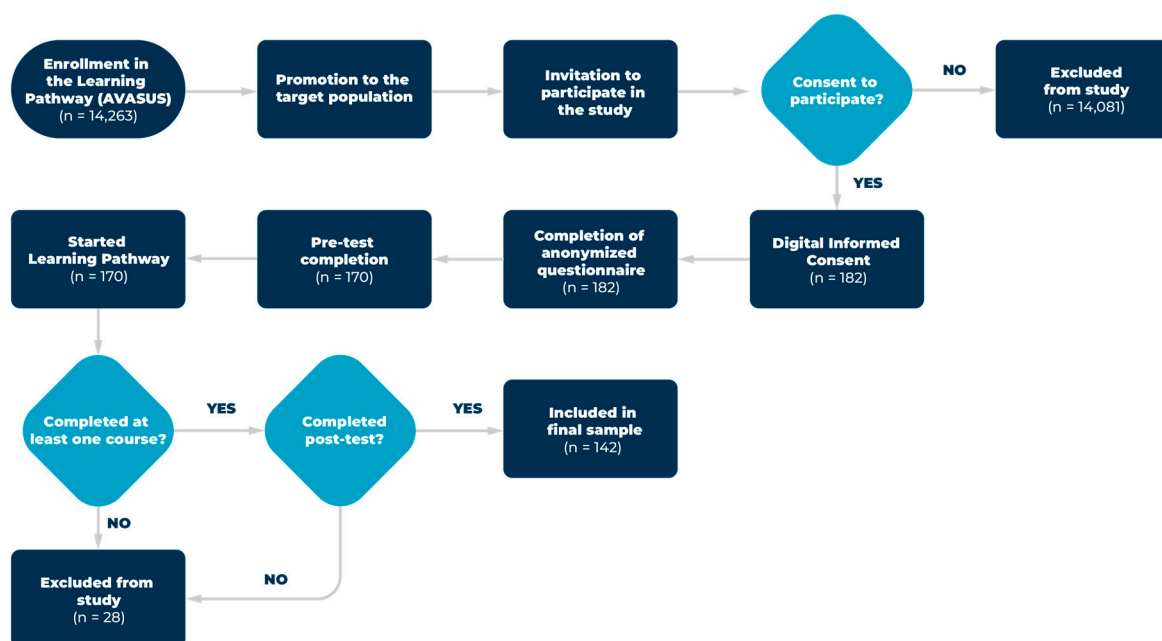 Enrollment in
the Learning
Pathway (AVASUS)
(n = 14,263)
Promotion to the
target population
Invitation to
participate in
the study
Consent to
participate?
NO
Excluded
from study
(n = 14,081)
YES
Digital Informed
Consent
(n = 182)
Completion of
anonymized
questionnaire
(n = 182)
Pre-test
completion
(n = 170)
Started
Learning Pathway
(n = 170)
Completed at
least one course?
YES
Completed
post-test?
YES
Included in
final sample
(n = 142)
NO
NO
Excluded from
study
(n = 28)